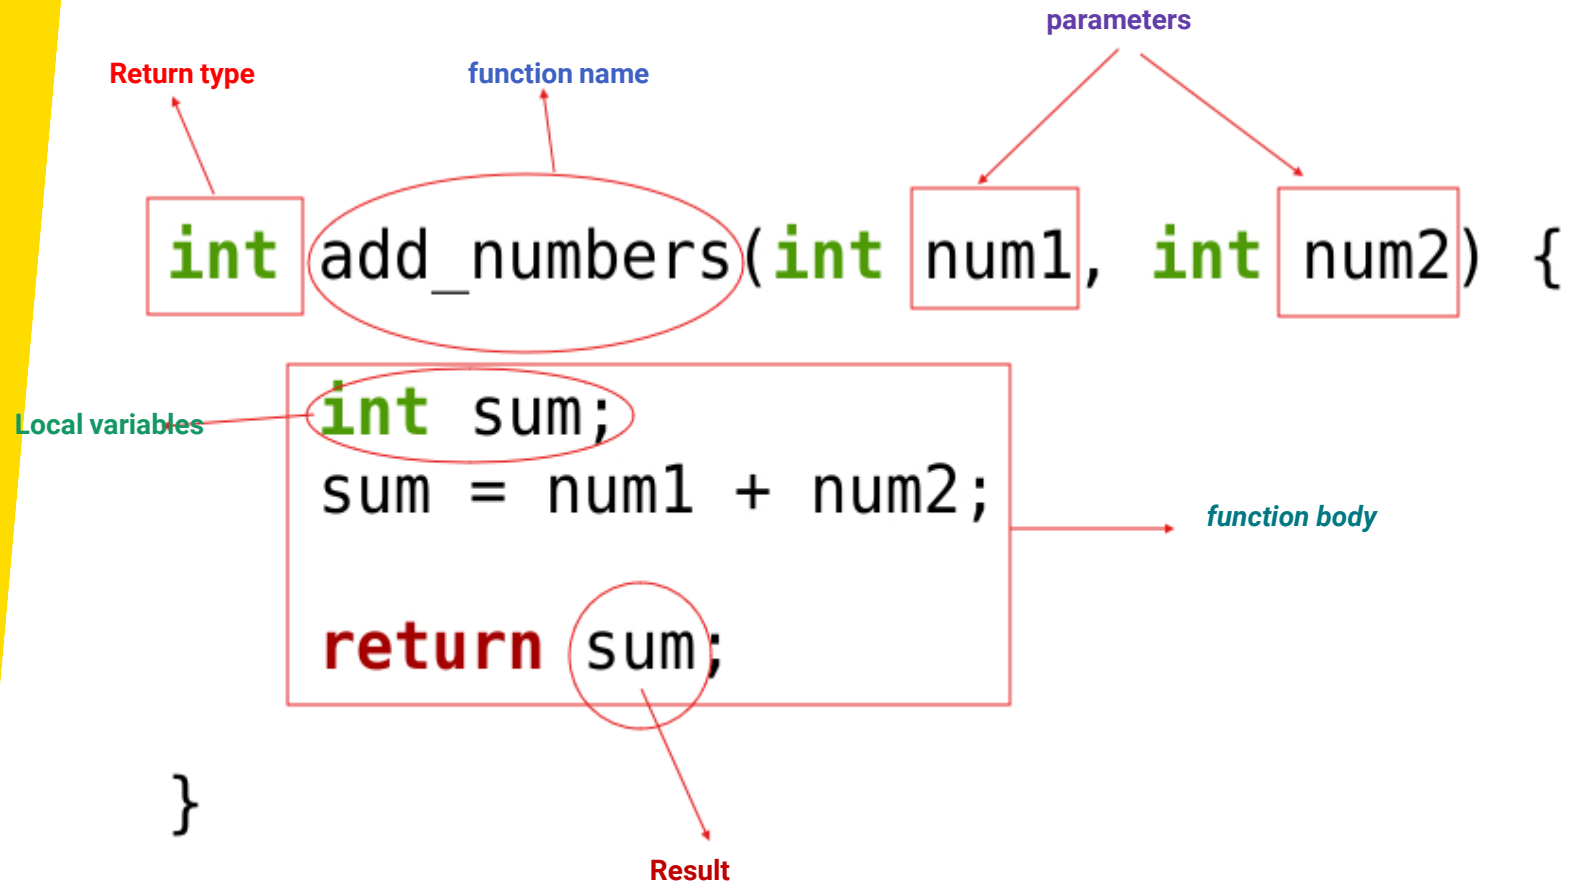 parameters
Return type
function name
int add_numbers(int num1, int num2) {
Local variables
int sum;
sum = num1 + num2;
function body
return sum;
}
Result